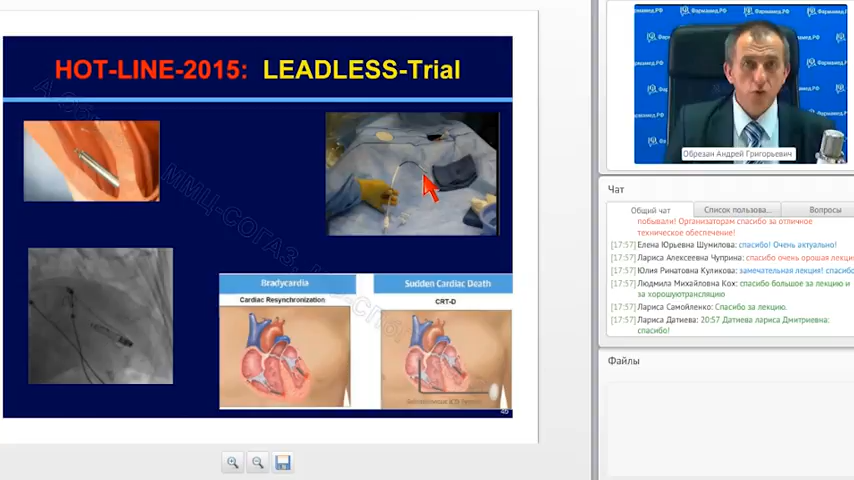 HOT-LINE-2015: LEADLESS-Trial
Bradycardia
Cardiac Resynchronization
Sudden Cardiac Death
CRT-D
Фармамед.РФ
Обрезан Андрей Григорьевич
Чат
Общий чат
Список пользова...
Вопросы
побывали! Организаторам спасибо за отличное
техническое обеспечение!
[17:57] Елена Юрьевна Шумилова: спасибо! Очень актуально!
[17:57] Лариса Алексеевна Чуприна: спасибо очень орошая лекци
[17:57] Юлия Ринатовна Куликова: замечательная лекция! спасибо
[17:57] Людмила Михайловна Кох: спасибо большое за лекцию и
за хорошуютрансляцию
[17:57] Лариса Самойленко: Спасибо за лекцию.
[17:57] Лариса Датиева: 20:57 Датиева лариса Дмитриевна:
спасибо!
Файлы